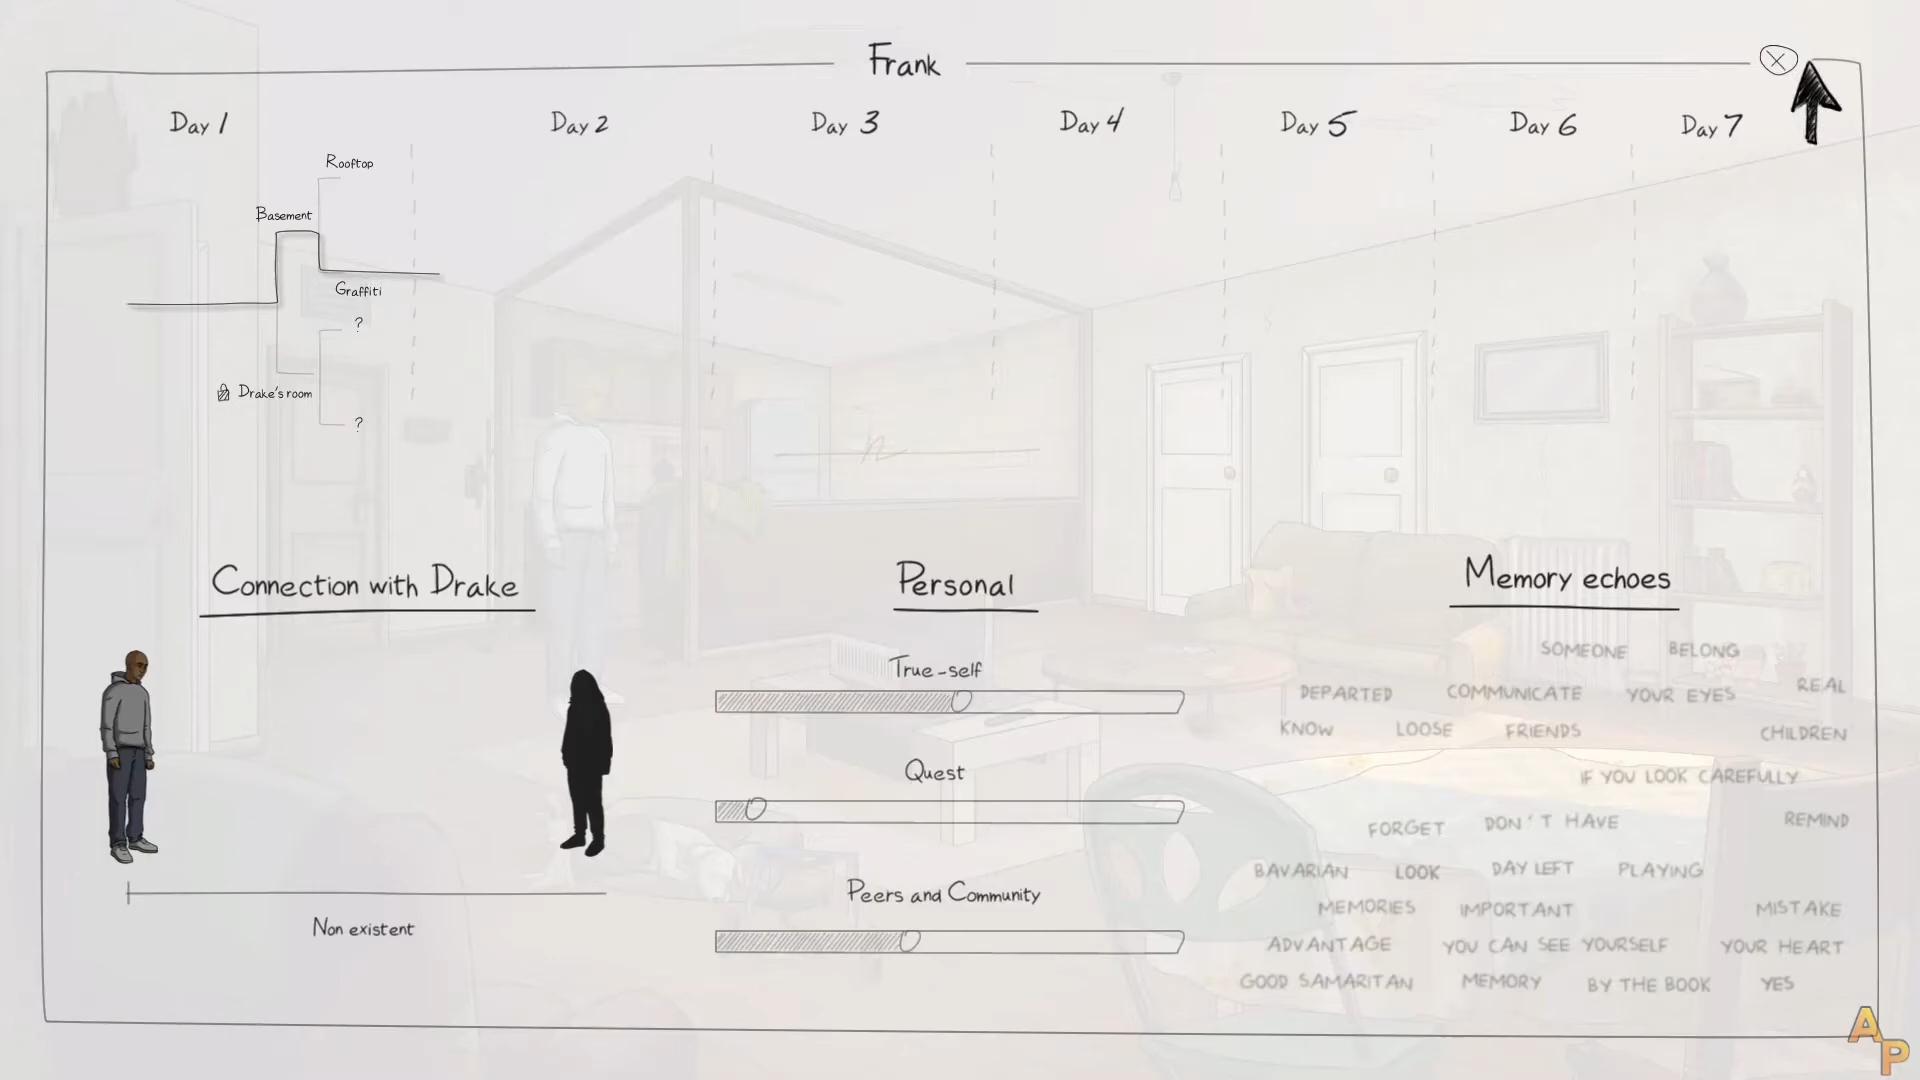 Frank
Day 1 Day 2 Day 3 Day 4 Day 5 Day 6 Day 7
Rooftop
Basement
Graffiti
?
Drake's room
?
Connection with Drake
Non existent
Personal
True-self
Quest
Peers and Community
Memory echoes
SOMEONE BELONG
DEPARTED COMMUNICATE YOUR EYES REAL
KNOW LOOSE FRIENDS CHILDREN
IF YOU LOOK CAREFULLY
FORGET DON'T HAVE REMIND
BAVARIAN LOOK DAY LEFT PLAYING
MEMORIES IMPORTANT MISTAKE
ADVANTAGE YOU CAN SEE YOURSELF YOUR HEART
GOOD SAMARITAN MEMORY BY THE BOOK YES
AP